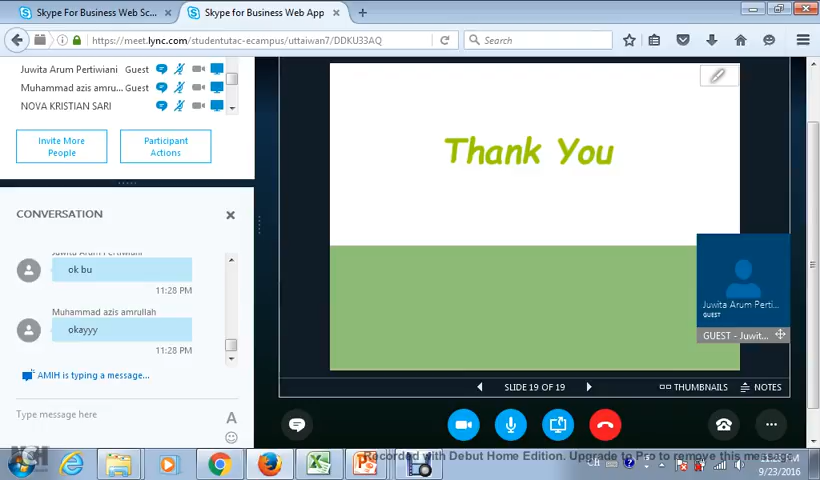 Skype For Business Web Sc...
Skype for Business Web App
https://meet.lync.com/studentutac-ecampus/uttaiwan7/DDKU33AQ
Search
Juwita Arum Pertiwiani Guest
Muhammad azis amru... Guest
NOVA KRISTIAN SARI
Invite More
People
Participant
Actions
CONVERSATION
Juwita Arum Pertiwiani
ok bu
11:28 PM
Muhammad azis amrullah
okayyy
11:28 PM
AMIH is typing a message...
Type message here
Thank You
Juwita Arum Perti...
GUEST
GUEST - Juwit...
SLIDE 19 OF 19
THUMBNAILS
NOTES
Recorded with Debut Home Edition. Upgrade to Pro to remove this message.
CH
9/23/2016